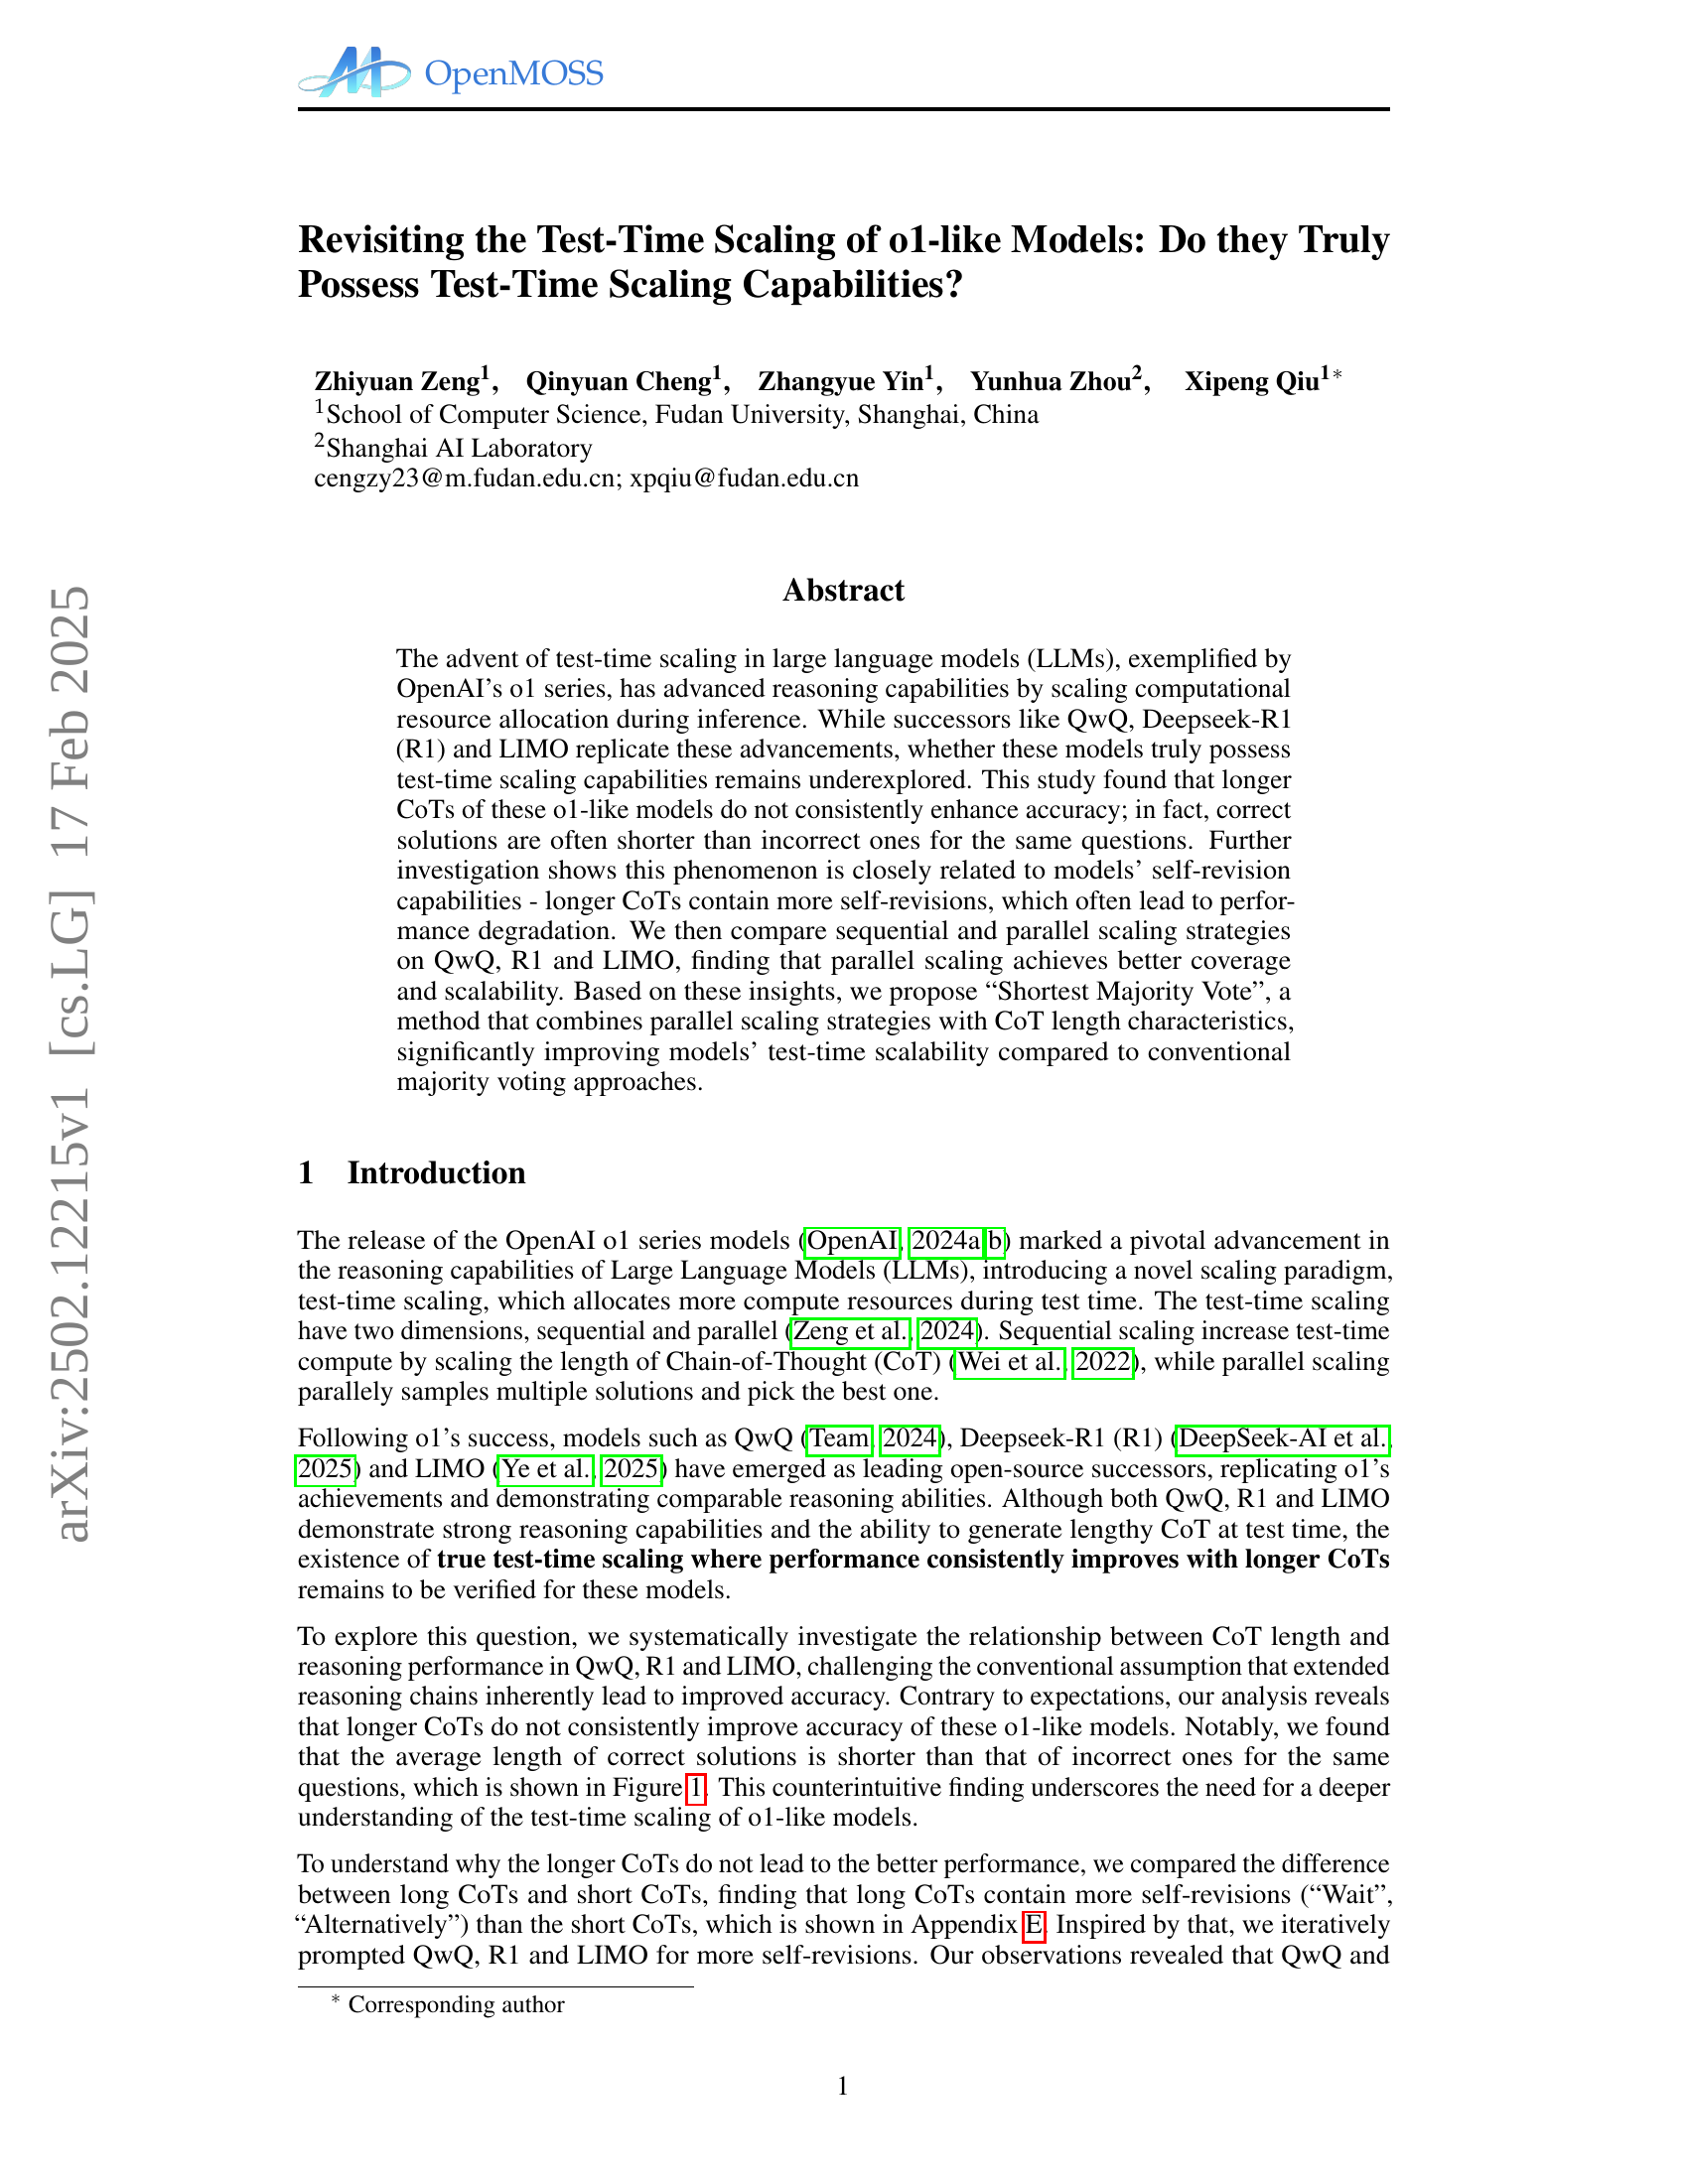 OpenMOSS
Revisiting the Test-Time Scaling of o1-like Models: Do they Truly
Possess Test-Time Scaling Capabilities?
Zhiyuan Zeng1, Qinyuan Cheng1, Zhangyue Yin1, Yunhua Zhou2, Xipeng Qiu1*
1School of Computer Science, Fudan University, Shanghai, China
2Shanghai AI Laboratory
cengzy23@m.fudan.edu.cn; xpqiu@fudan.edu.cn
Abstract
The advent of test-time scaling in large language models (LLMs), exemplified by
OpenAI's o1 series, has advanced reasoning capabilities by scaling computational
resource allocation during inference. While successors like QwQ, Deepseek-R1
(R1) and LIMO replicate these advancements, whether these models truly possess
test-time scaling capabilities remains underexplored. This study found that longer
CoTs of these o1-like models do not consistently enhance accuracy; in fact, correct
solutions are often shorter than incorrect ones for the same questions. Further
investigation shows this phenomenon is closely related to models' self-revision
capabilities - longer CoTs contain more self-revisions, which often lead to perfor-
mance degradation. We then compare sequential and parallel scaling strategies
on QwQ, R1 and LIMO, finding that parallel scaling achieves better coverage
and scalability. Based on these insights, we propose “Shortest Majority Vote”, a
method that combines parallel scaling strategies with CoT length characteristics,
significantly improving models' test-time scalability compared to conventional
majority voting approaches.
1 Introduction
The release of the OpenAI o1 series models (OpenAI, 2024a,b) marked a pivotal advancement in
the reasoning capabilities of Large Language Models (LLMs), introducing a novel scaling paradigm,
test-time scaling, which allocates more compute resources during test time. The test-time scaling
have two dimensions, sequential and parallel (Zeng et al., 2024). Sequential scaling increase test-time
compute by scaling the length of Chain-of-Thought (CoT) (Wei et al., 2022), while parallel scaling
parallely samples multiple solutions and pick the best one.
Following o1's success, models such as QwQ (Team, 2024), Deepseek-R1 (R1) (DeepSeek-AI et al.,
2025) and LIMO (Ye et al., 2025) have emerged as leading open-source successors, replicating o1's
achievements and demonstrating comparable reasoning abilities. Although both QwQ, R1 and LIMO
demonstrate strong reasoning capabilities and the ability to generate lengthy CoT at test time, the
existence of true test-time scaling where performance consistently improves with longer CoTs
remains to be verified for these models.
To explore this question, we systematically investigate the relationship between CoT length and
reasoning performance in QwQ, R1 and LIMO, challenging the conventional assumption that extended
reasoning chains inherently lead to improved accuracy. Contrary to expectations, our analysis reveals
that longer CoTs do not consistently improve accuracy of these o1-like models. Notably, we found
that the average length of correct solutions is shorter than that of incorrect ones for the same
questions, which is shown in Figure 1. This counterintuitive finding underscores the need for a deeper
understanding of the test-time scaling of o1-like models.
To understand why the longer CoTs do not lead to the better performance, we compared the difference
between long CoTs and short CoTs, finding that long CoTs contain more self-revisions (“Wait”,
“Alternatively”) than the short CoTs, which is shown in Appendix E. Inspired by that, we iteratively
prompted QwQ, R1 and LIMO for more self-revisions. Our observations revealed that QwQ and
* Corresponding author
1
arXiv:2502.12215v1 [cs.LG] 17 Feb 2025